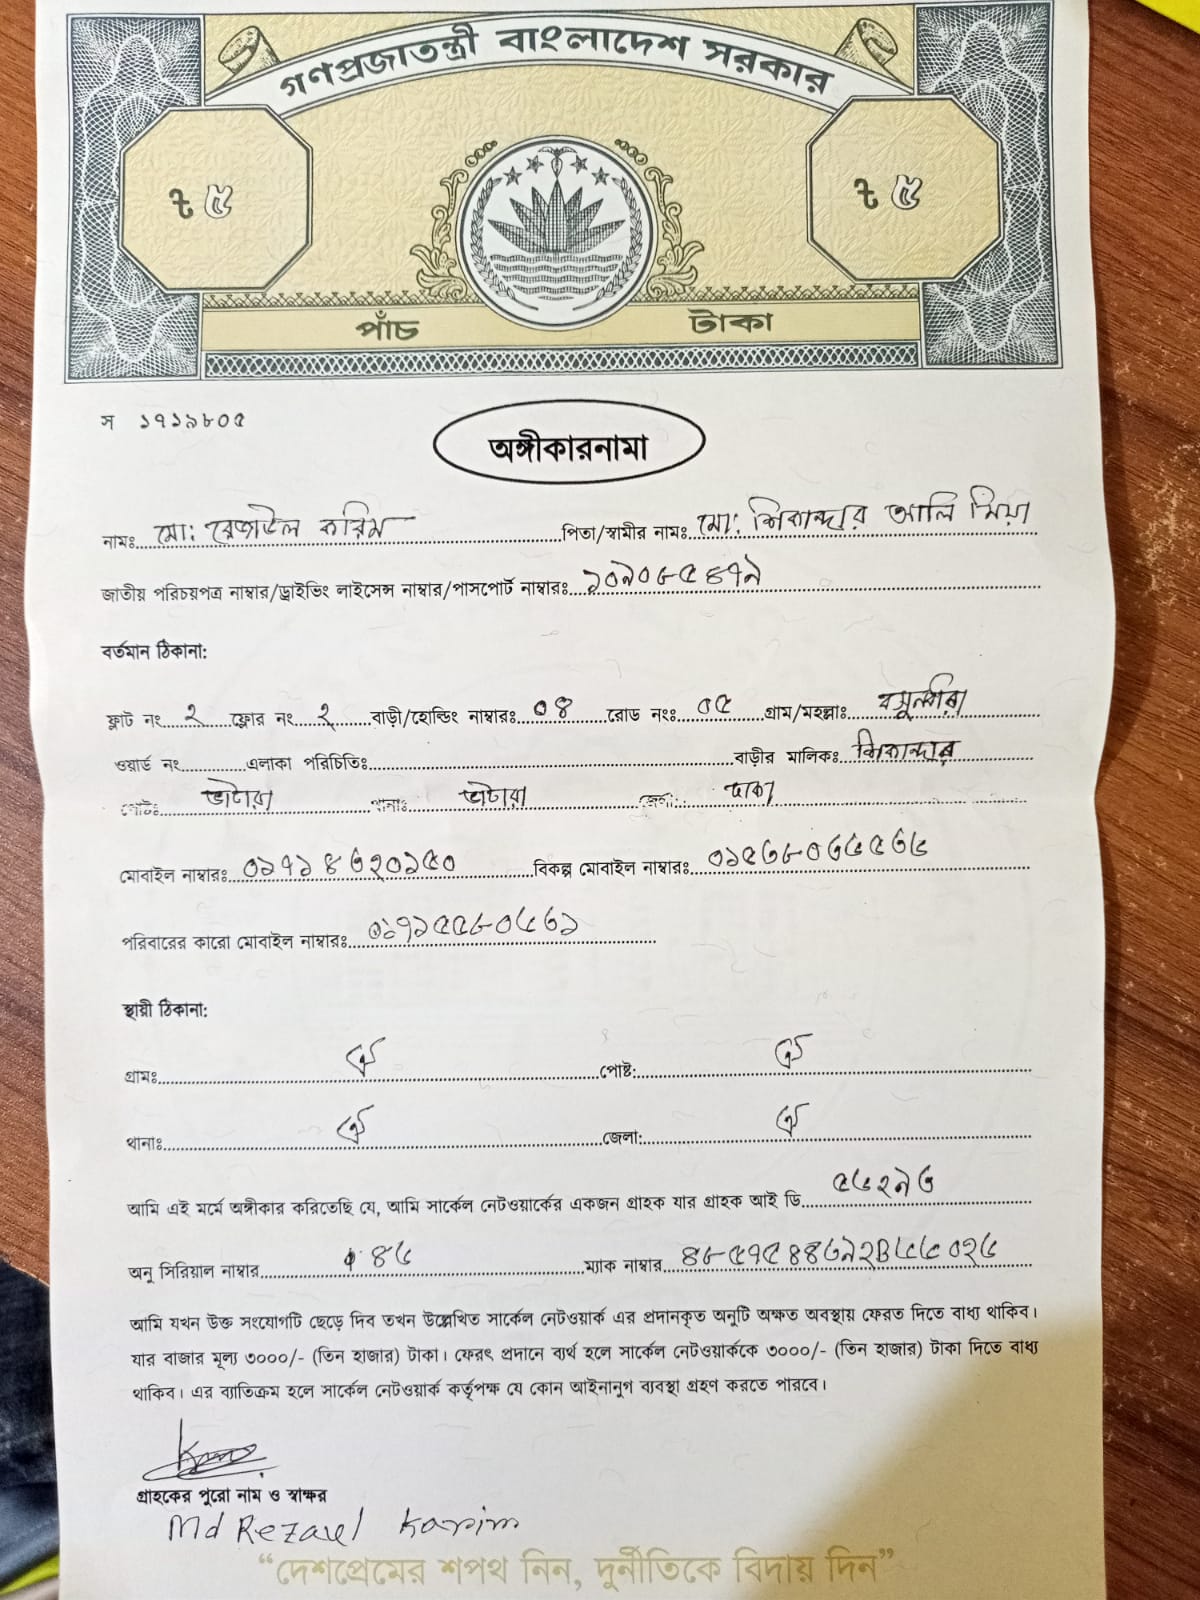 গণপ্রজাতন্ত্রী বাংলাদেশ সরকার
৳ ৫ ৳ ৫
পাঁচ টাকা
স ১৭১৯৮০৫
অঙ্গীকারনামা
নামঃ মো: রেজাউল করিম পিতা/স্বামীর নামঃ মো: শিকান্দার আলি মিয়া
জাতীয় পরিচয়পত্র নাম্বার/ড্রাইভিং লাইসেন্স নাম্বার/পাসপোর্ট নাম্বারঃ ১০৯০৬৫৪৭৯
বর্তমান ঠিকানা:
ফ্লাট নং ২ ফ্লোর নং ২ বাড়ী/হোল্ডিং নাম্বারঃ ০৪ রোড নংঃ ০৫ গ্রাম/মহল্লাঃ বসুন্ধরা
ওয়ার্ড নং এলাকা পরিচিতিঃ বাড়ীর মালিকঃ শিকান্দার
পোষ্টঃ ভাটারা থানাঃ ভাটারা জেলা: ঢাকা
মোবাইল নাম্বারঃ বিকল্প মোবাইল নাম্বারঃ
পরিবারের কারো মোবাইল নাম্বারঃ
স্থায়ী ঠিকানা:
গ্রামঃ ঐ পোষ্ট: ঐ
থানাঃ ঐ জেলা: ঐ
আমি এই মর্মে অঙ্গীকার করিতেছি যে, আমি সার্কেল নেটওয়ার্কের একজন গ্রাহক যার গ্রাহক আই ডি
অনু সিরিয়াল নাম্বার ম্যাক নাম্বার
আমি যখন উক্ত সংযোগটি ছেড়ে দিব তখন উল্লেখিত সার্কেল নেটওয়ার্ক এর প্রদানকৃত অনুটি অক্ষত অবস্থায় ফেরত দিতে বাধ্য থাকিব।
যার বাজার মূল্য ৩০০০/- (তিন হাজার) টাকা। ফেরৎ প্রদানে ব্যর্থ হলে সার্কেল নেটওয়ার্ককে ৩০০০/- (তিন হাজার) টাকা দিতে বাধ্য
থাকিব। এর ব্যতিক্রম হলে সার্কেল নেটওয়ার্ক কর্তৃপক্ষ যে কোন আইনানুগ ব্যবস্থা গ্রহণ করতে পারবে।
গ্রাহকের পুরো নাম ও স্বাক্ষর
Md Rezaul Karim
“দেশপ্রেমের শপথ নিন, দুর্নীতিকে বিদায় দিন”